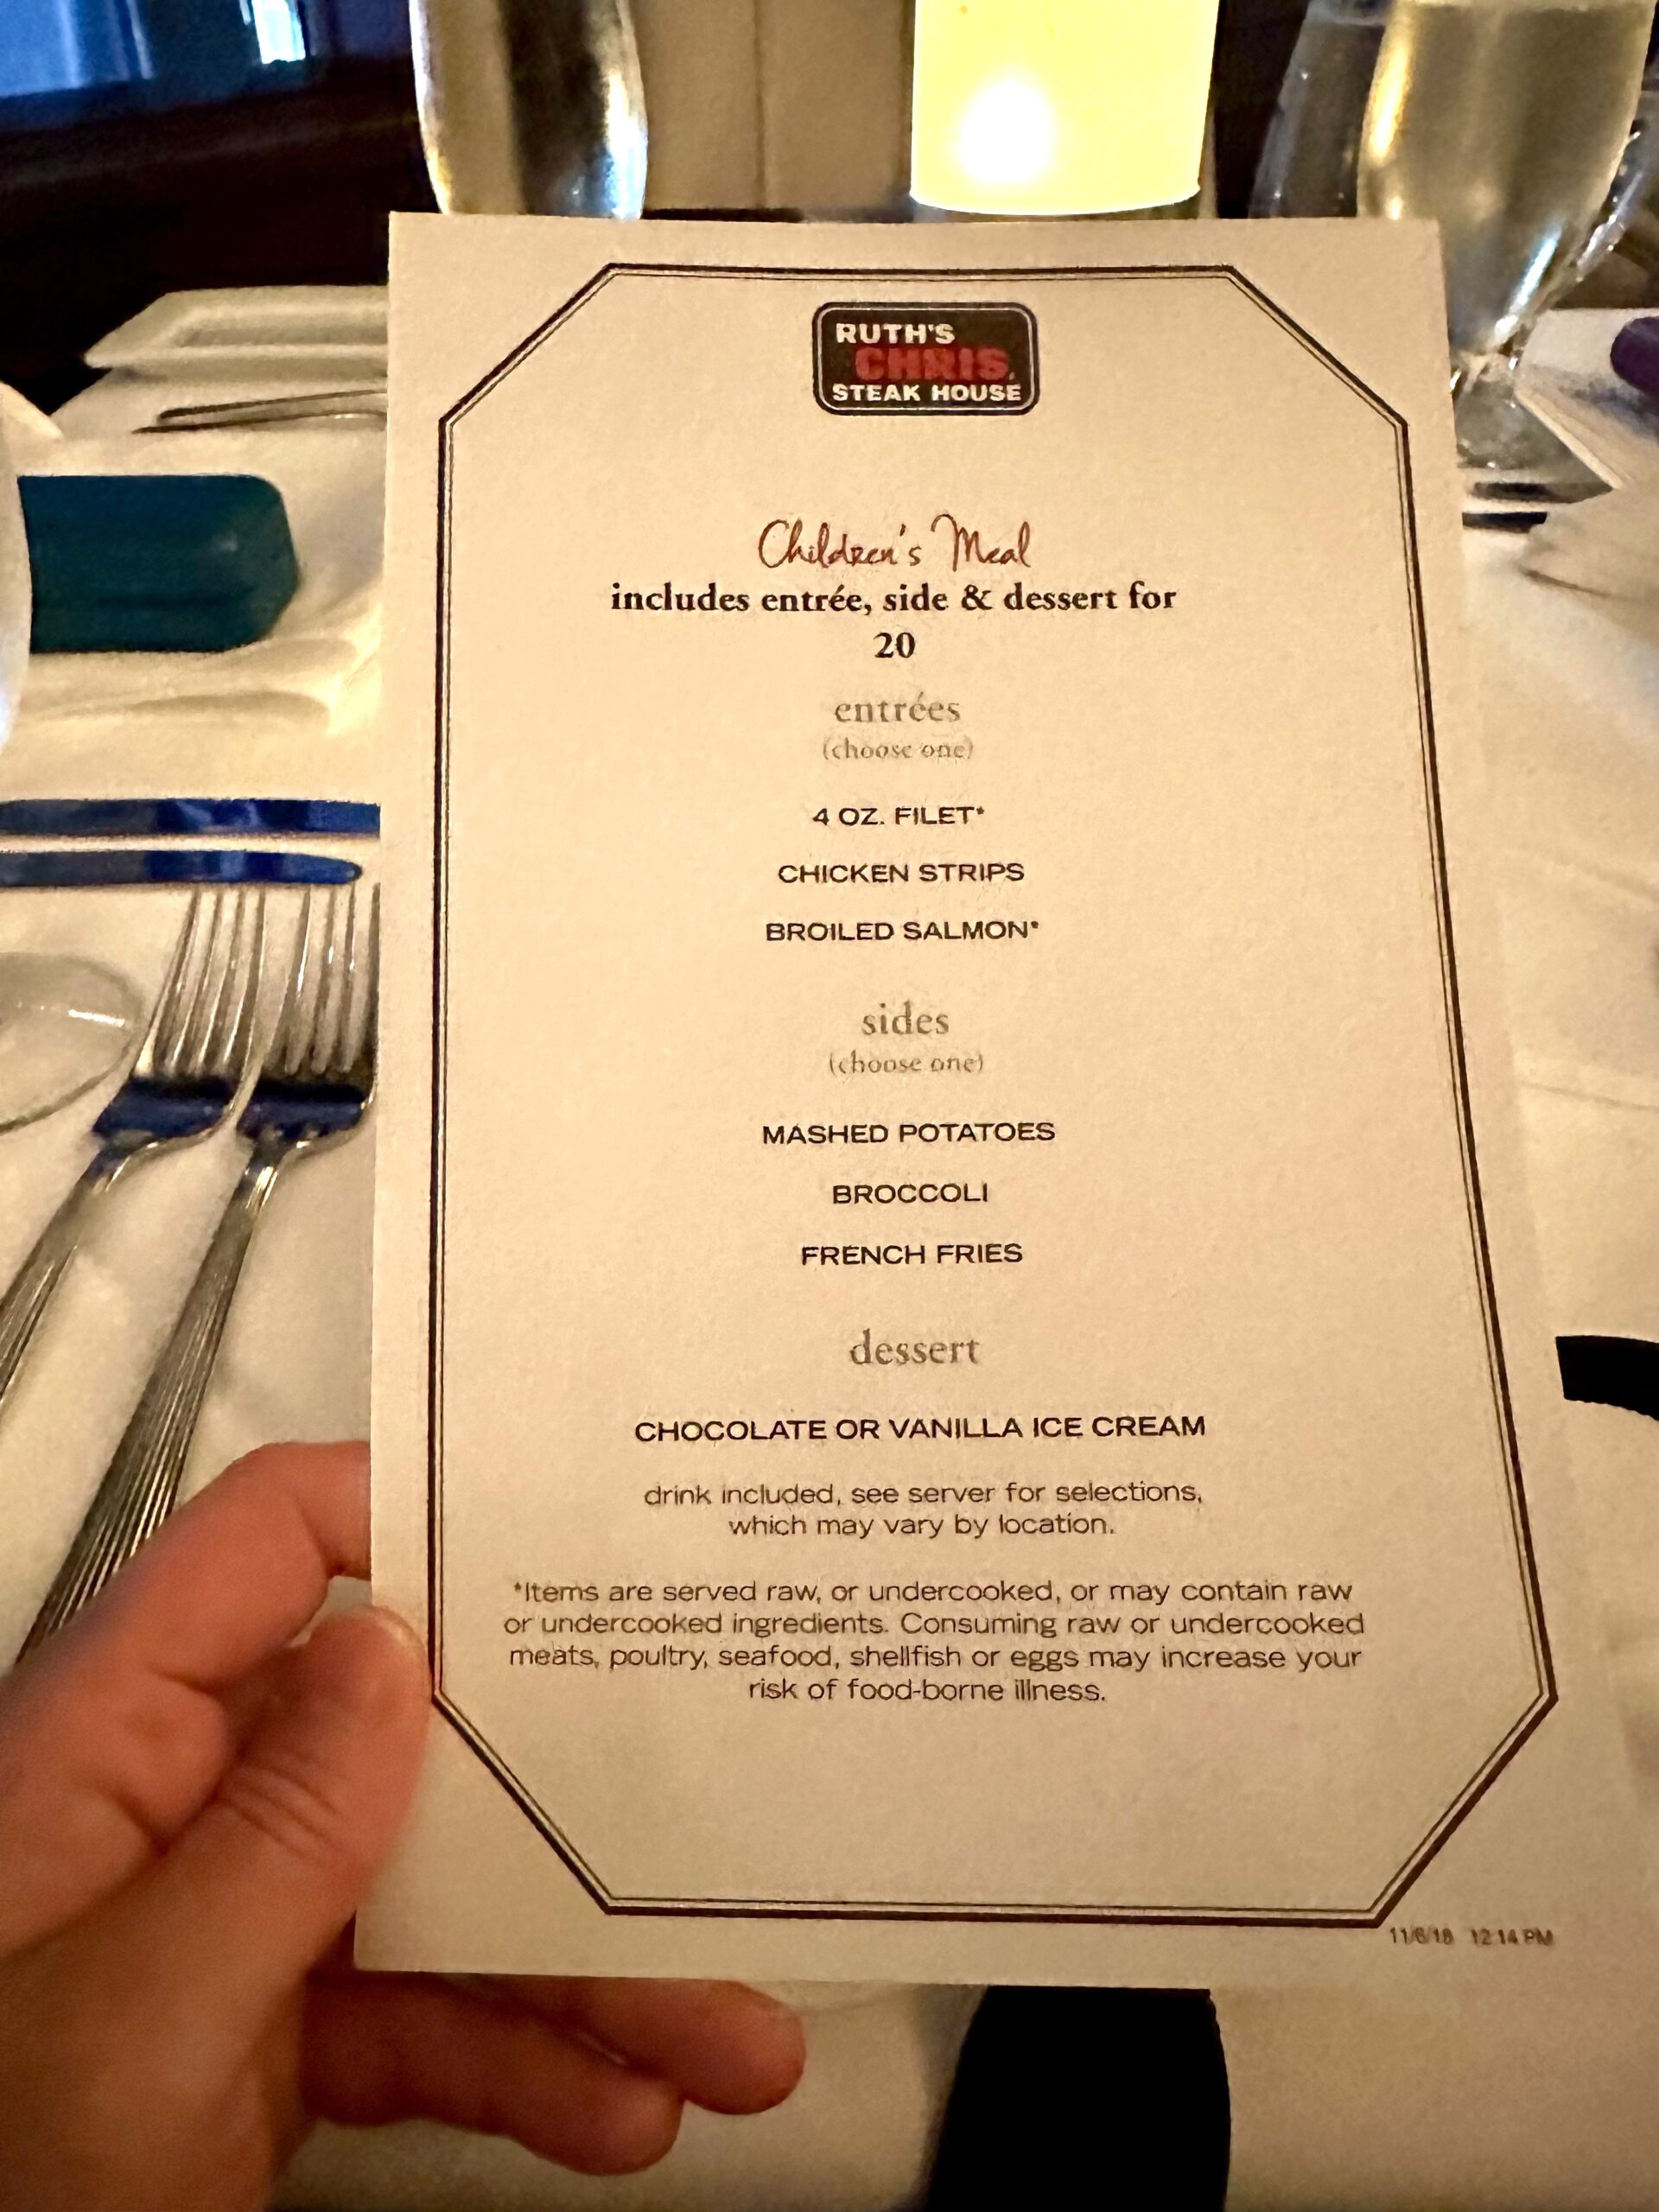 RUTH'S
CHRIS.
STEAK HOUSE
Children's Meal
includes entrée, side & dessert for
20
entrées
(choose one)
4 OZ. FILET*
CHICKEN STRIPS
BROILED SALMON*
sides
(choose one)
MASHED POTATOES
BROCCOLI
FRENCH FRIES
dessert
CHOCOLATE OR VANILLA ICE CREAM
drink included, see server for selections,
which may vary by location.
*Items are served raw, or undercooked, or may contain raw
or undercooked ingredients. Consuming raw or undercooked
meats, poultry, seafood, shellfish or eggs may increase your
risk of food-borne illness.
11/6/18 12:14 PM